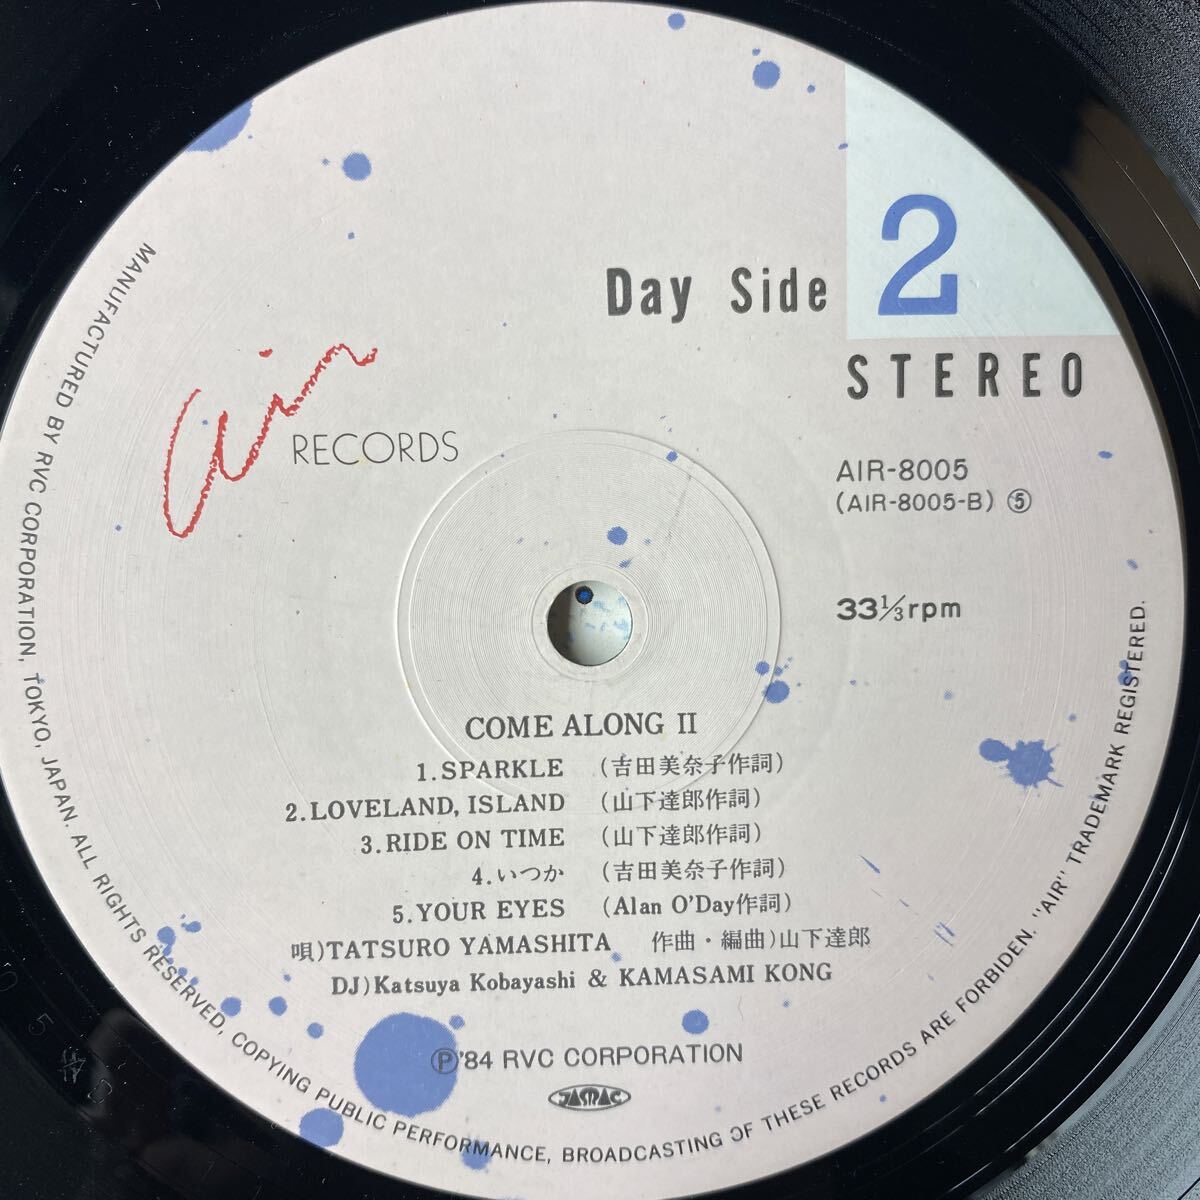 2
Day Side
STEREO
air
RECORDS
AIR-8005
(AIR-8005-B) ⑤
33⅓rpm
COME ALONG II
1.SPARKLE (吉田美奈子作詞)
2.LOVELAND, ISLAND (山下達郎作詞)
3.RIDE ON TIME (山下達郎作詞)
4.いつか (吉田美奈子作詞)
5.YOUR EYES (Alan O'Day作詞)
唄)TATSURO YAMASHITA 作曲・編曲)山下達郎
DJ)Katsuya Kobayashi & KAMASAMI KONG
Ⓟ'84 RVC CORPORATION
JASRAC
MANUFACTURED BY RVC CORPORATION, TOKYO, JAPAN. ALL RIGHTS RESERVED, COPYING PUBLIC PERFORMANCE, BROADCASTING OF THESE RECORDS ARE FORBIDDEN. "AIR" TRADEMARK REGISTERED.